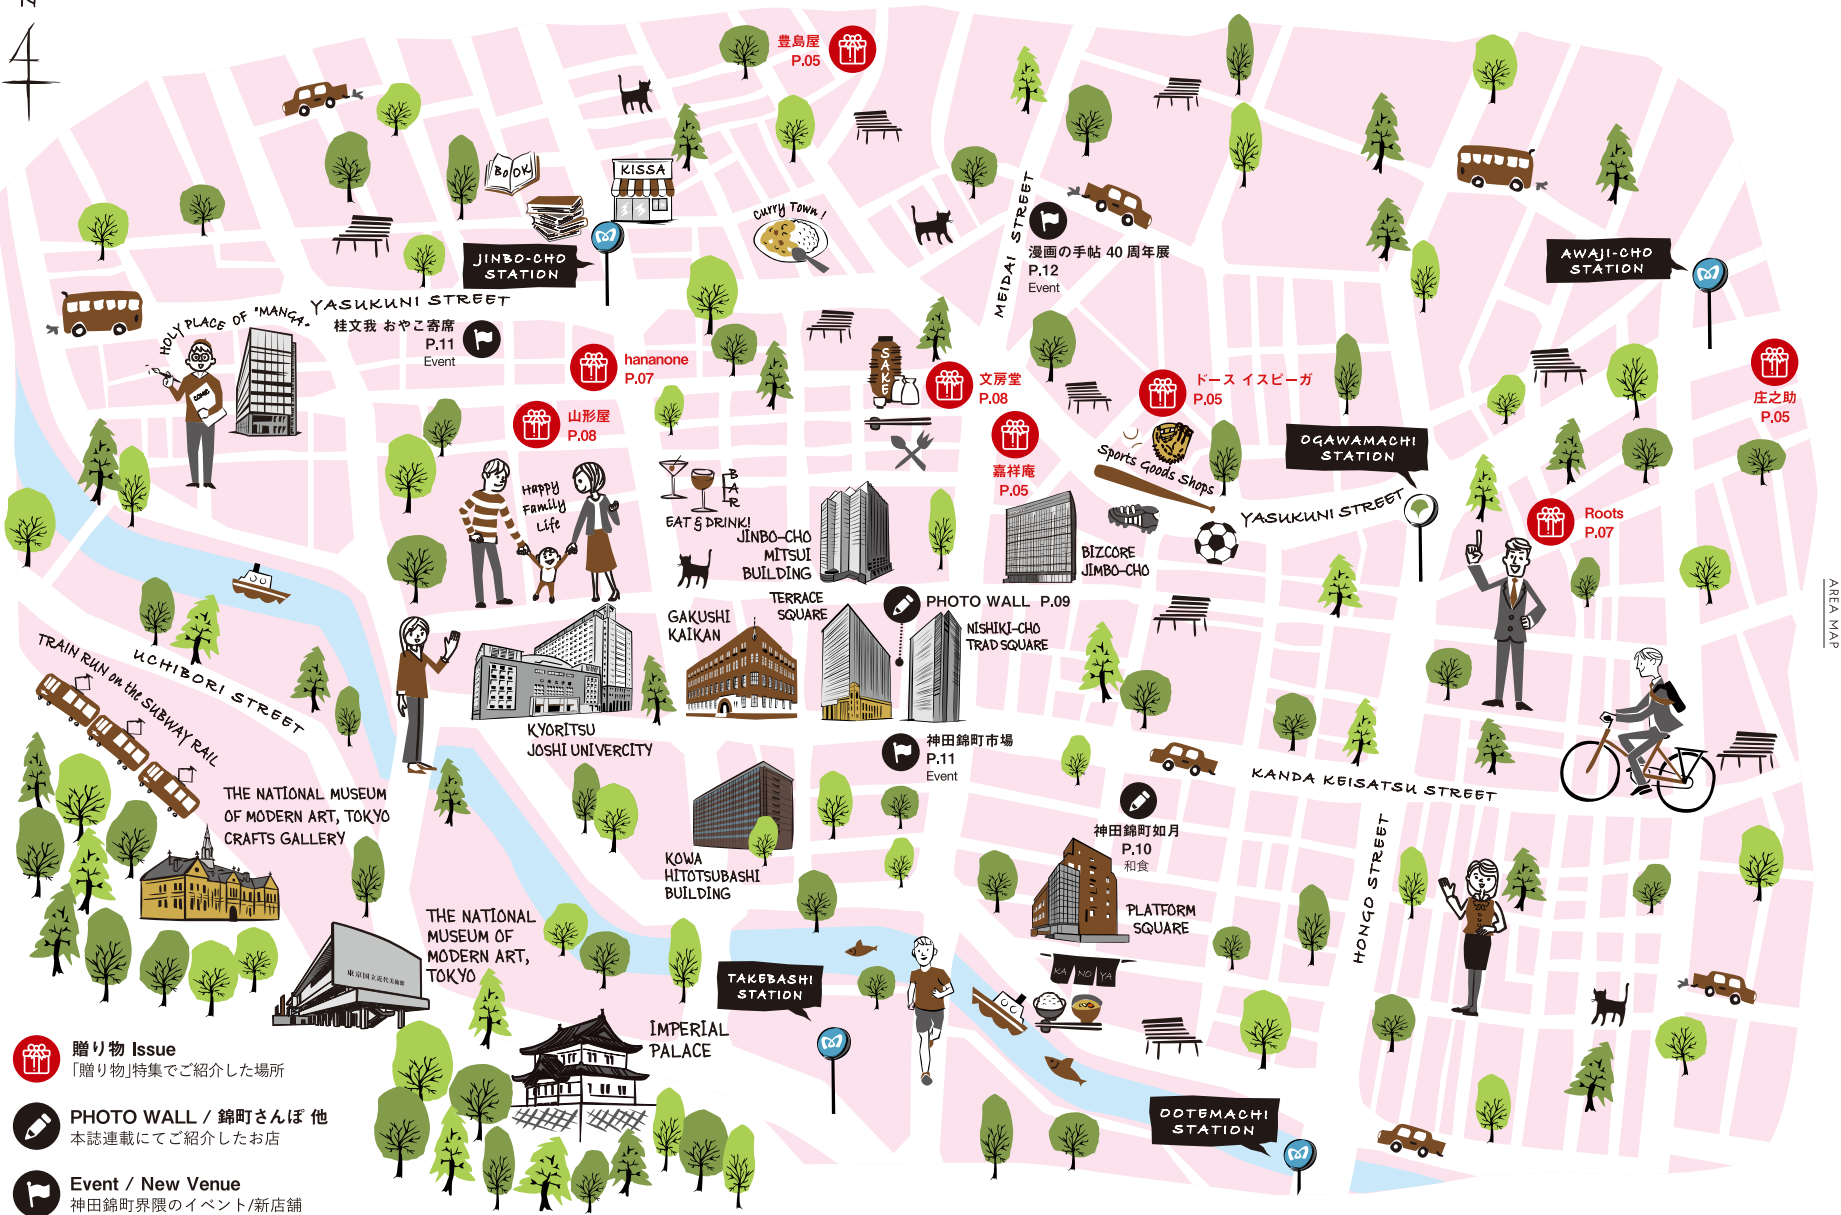 N
豊島屋
P.05
BOOK
KISSA
Curry Town!
JINBO-CHO
STATION
YASUKUNI STREET
HOLY PLACE OF "MANGA"
COMIC
桂文我 おやこ寄席
P.11
Event
hananone
P.07
山形屋
P.08
MEIDAI STREET
漫画の手帖 40 周年展
P.12
Event
AWAJI-CHO
STATION
SAKE
文房堂
P.08
ドース イスピーガ
P.05
庄之助
P.05
嘉祥庵
P.05
OGAWAMACHI
STATION
Sports Goods Shops
YASUKUNI STREET
Roots
P.07
Happy
Family
Life
BAR
EAT & DRINK!
JINBO-CHO
MITSUI
BUILDING
BIZCORE
JIMBO-CHO
TERRACE
SQUARE
PHOTO WALL P.09
GAKUSHI
KAIKAN
NISHIKI-CHO
TRAD SQUARE
AREA MAP
UCHIBORI STREET
TRAIN RUN on the SUBWAY RAIL
KYORITSU
JOSHI UNIVERCITY
神田錦町市場
P.11
Event
KANDA KEISATSU STREET
THE NATIONAL MUSEUM
OF MODERN ART, TOKYO
CRAFTS GALLERY
神田錦町如月
P.10
和食
HONGO STREET
KOWA
HITOTSUBASHI
BUILDING
THE NATIONAL
MUSEUM OF
MODERN ART,
TOKYO
東京国立近代美術館
PLATFORM
SQUARE
KA NO YA
TAKEBASHI
STATION
IMPERIAL
PALACE
OOTEMACHI
STATION
贈り物 Issue
「贈り物」特集でご紹介した場所
PHOTO WALL / 錦町さんぽ 他
本誌連載にてご紹介したお店
Event / New Venue
神田錦町界隈のイベント/新店舗